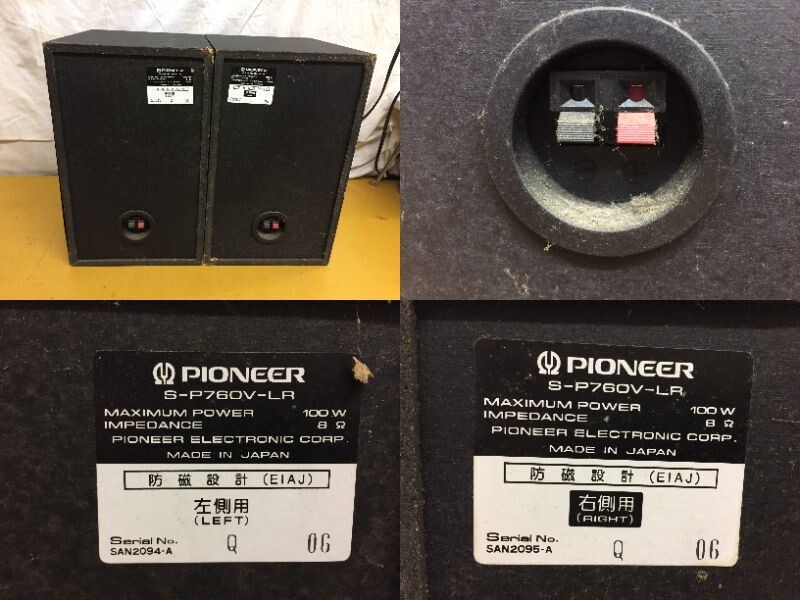 PIONEER
PIONEER
PIONEER
S-P760V-LR
MAXIMUM POWER 100 W
IMPEDANCE 8 Ω
PIONEER ELECTRONIC CORP.
MADE IN JAPAN
防磁設計 (EIAJ)
左側用
(LEFT)
Serial No.
SAN2094-A Q 06
PIONEER
S-P760V-LR
MAXIMUM POWER 100 W
IMPEDANCE 8 Ω
PIONEER ELECTRONIC CORP.
MADE IN JAPAN
防磁設計 (EIAJ)
右側用
(RIGHT)
Serial No.
SAN2095-A Q 06